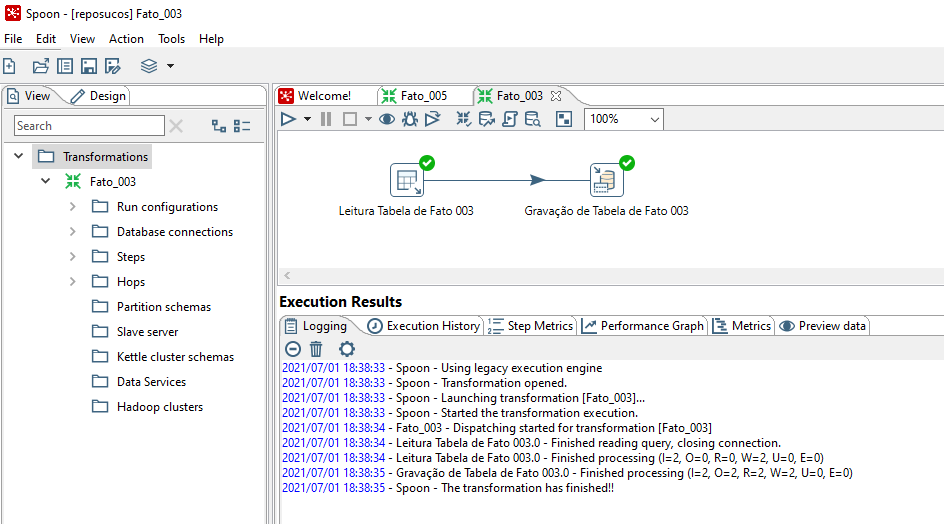 Spoon - [reposucos] Fato_003
File Edit View Action Tools Help
View Design
Search
Transformations
Fato_003
Run configurations
Database connections
Steps
Hops
Partition schemas
Slave server
Kettle cluster schemas
Data Services
Hadoop clusters
Welcome! Fato_005 Fato_003
100%
Leitura Tabela de Fato 003 Gravação de Tabela de Fato 003
Execution Results
Logging Execution History Step Metrics Performance Graph Metrics Preview data
2021/07/01 18:38:33 - Spoon - Using legacy execution engine
2021/07/01 18:38:33 - Spoon - Transformation opened.
2021/07/01 18:38:33 - Spoon - Launching transformation [Fato_003]...
2021/07/01 18:38:33 - Spoon - Started the transformation execution.
2021/07/01 18:38:34 - Fato_003 - Dispatching started for transformation [Fato_003]
2021/07/01 18:38:34 - Leitura Tabela de Fato 003.0 - Finished reading query, closing connection.
2021/07/01 18:38:34 - Leitura Tabela de Fato 003.0 - Finished processing (I=2, O=0, R=0, W=2, U=0, E=0)
2021/07/01 18:38:35 - Gravação de Tabela de Fato 003.0 - Finished processing (I=2, O=2, R=2, W=2, U=0, E=0)
2021/07/01 18:38:35 - Spoon - The transformation has finished!!